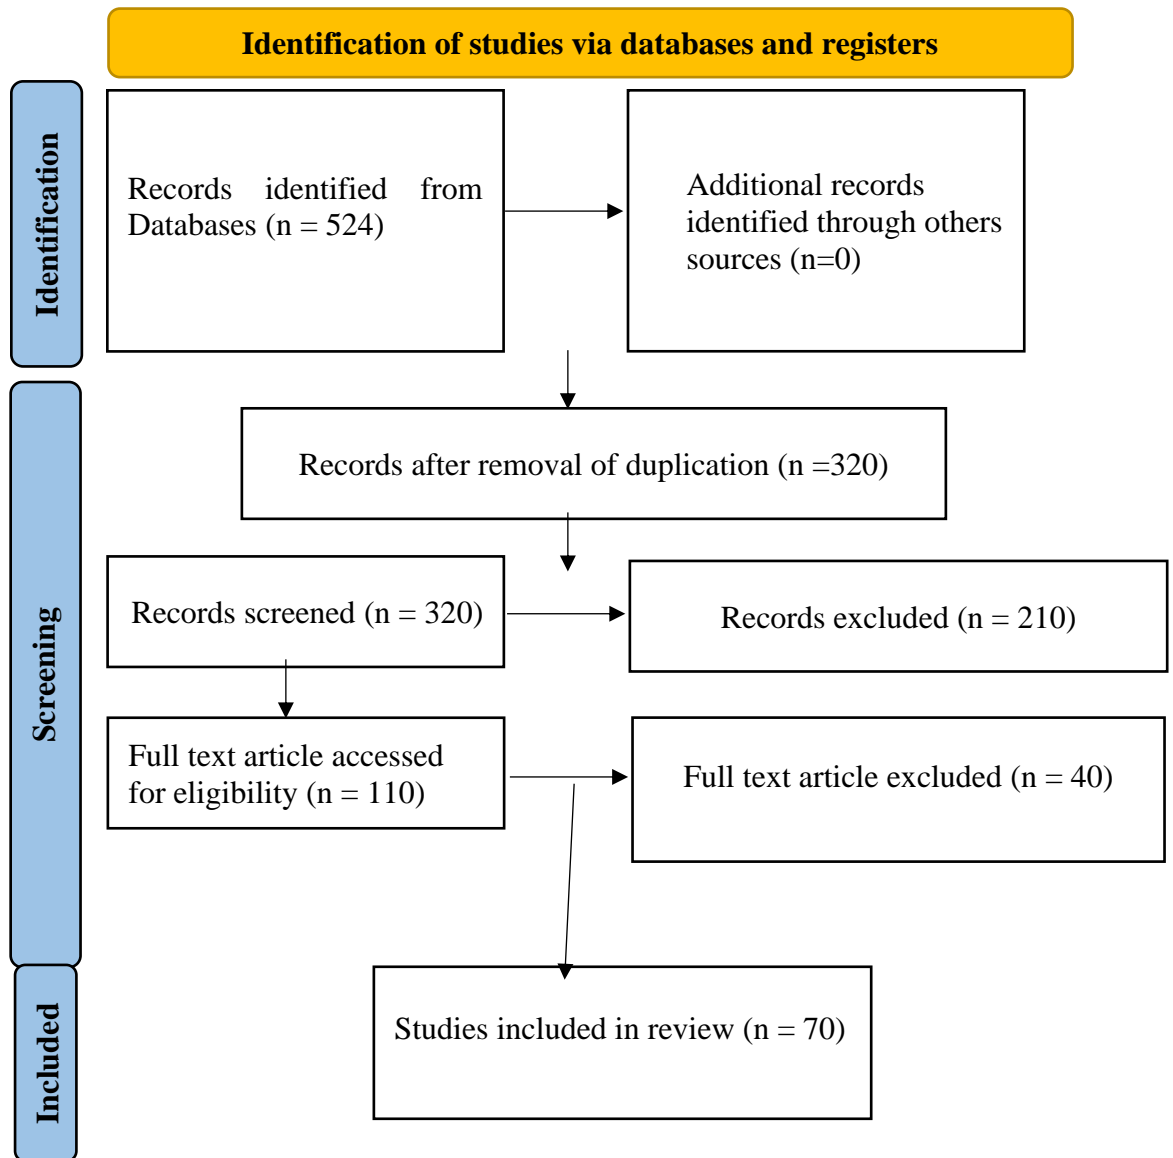 Identification of studies via databases and registers
Identification
Records identified from
Databases (n = 524)
Additional records
identified through others
sources (n=0)
Screening
Records after removal of duplication (n =320)
Records screened (n = 320)
Records excluded (n = 210)
Full text article accessed
for eligibility (n = 110)
Full text article excluded (n = 40)
Included
Studies included in review (n = 70)